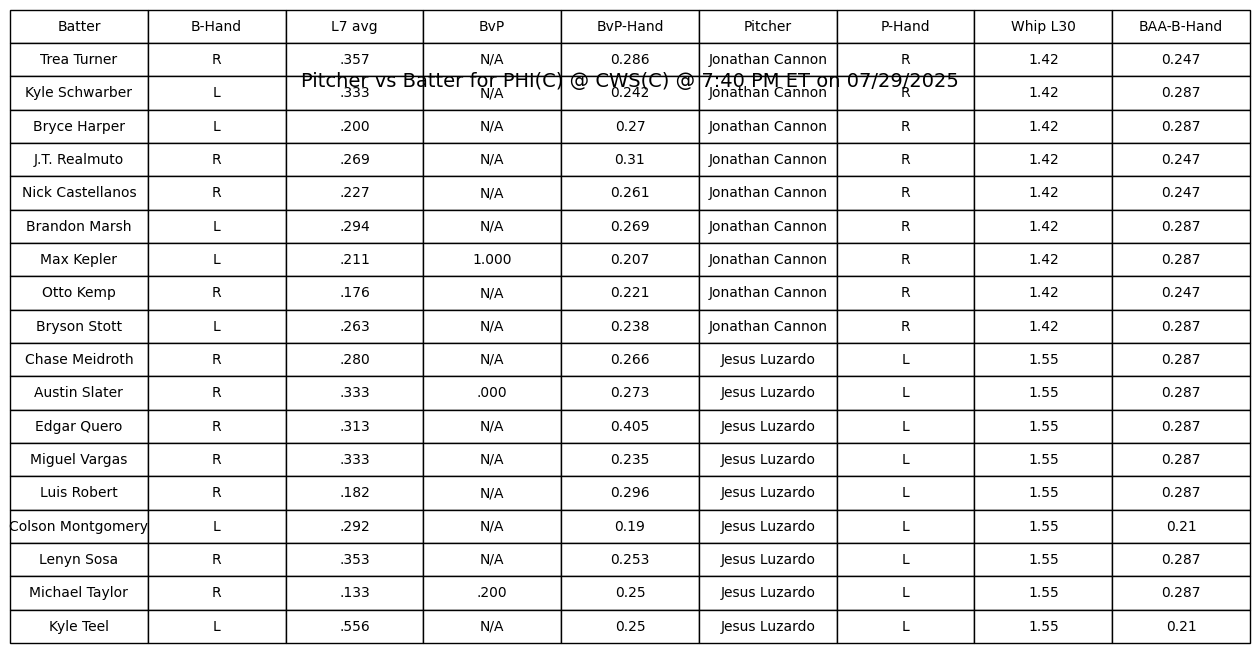 Batter B-Hand L7 avg BvP BvP-Hand Pitcher P-Hand Whip L30 BAA-B-Hand
Trea Turner R .357 N/A 0.286 Jonathan Cannon R 1.42 0.247
Pitcher vs Batter for PHI(C) @ CWS(C) @ 7:40 PM ET on 07/29/2025
Kyle Schwarber L .333 N/A 0.242 Jonathan Cannon R 1.42 0.287
Bryce Harper L .200 N/A 0.27 Jonathan Cannon R 1.42 0.287
J.T. Realmuto R .269 N/A 0.31 Jonathan Cannon R 1.42 0.247
Nick Castellanos R .227 N/A 0.261 Jonathan Cannon R 1.42 0.247
Brandon Marsh L .294 N/A 0.269 Jonathan Cannon R 1.42 0.287
Max Kepler L .211 1.000 0.207 Jonathan Cannon R 1.42 0.287
Otto Kemp R .176 N/A 0.221 Jonathan Cannon R 1.42 0.247
Bryson Stott L .263 N/A 0.238 Jonathan Cannon R 1.42 0.287
Chase Meidroth R .280 N/A 0.266 Jesus Luzardo L 1.55 0.287
Austin Slater R .333 .000 0.273 Jesus Luzardo L 1.55 0.287
Edgar Quero R .313 N/A 0.405 Jesus Luzardo L 1.55 0.287
Miguel Vargas R .333 N/A 0.235 Jesus Luzardo L 1.55 0.287
Luis Robert R .182 N/A 0.296 Jesus Luzardo L 1.55 0.287
Colson Montgomery L .292 N/A 0.19 Jesus Luzardo L 1.55 0.21
Lenyn Sosa R .353 N/A 0.253 Jesus Luzardo L 1.55 0.287
Michael Taylor R .133 .200 0.25 Jesus Luzardo L 1.55 0.287
Kyle Teel L .556 N/A 0.25 Jesus Luzardo L 1.55 0.21